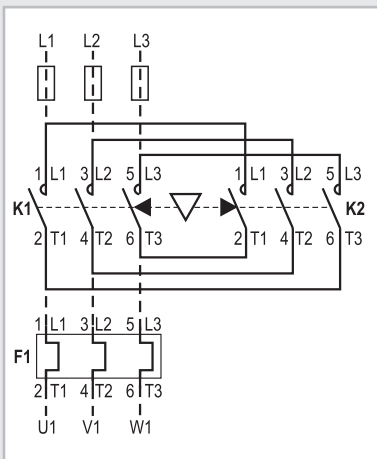 L1 L2 L3
1 L1 3 L2 5 L3 1 L1 3 L2 5 L3
K1 K2
2 T1 4 T2 6 T3 2 T1 4 T2 6 T3
1 L1 3 L2 5 L3
F1
2 T1 4 T2 6 T3
U1 V1 W1